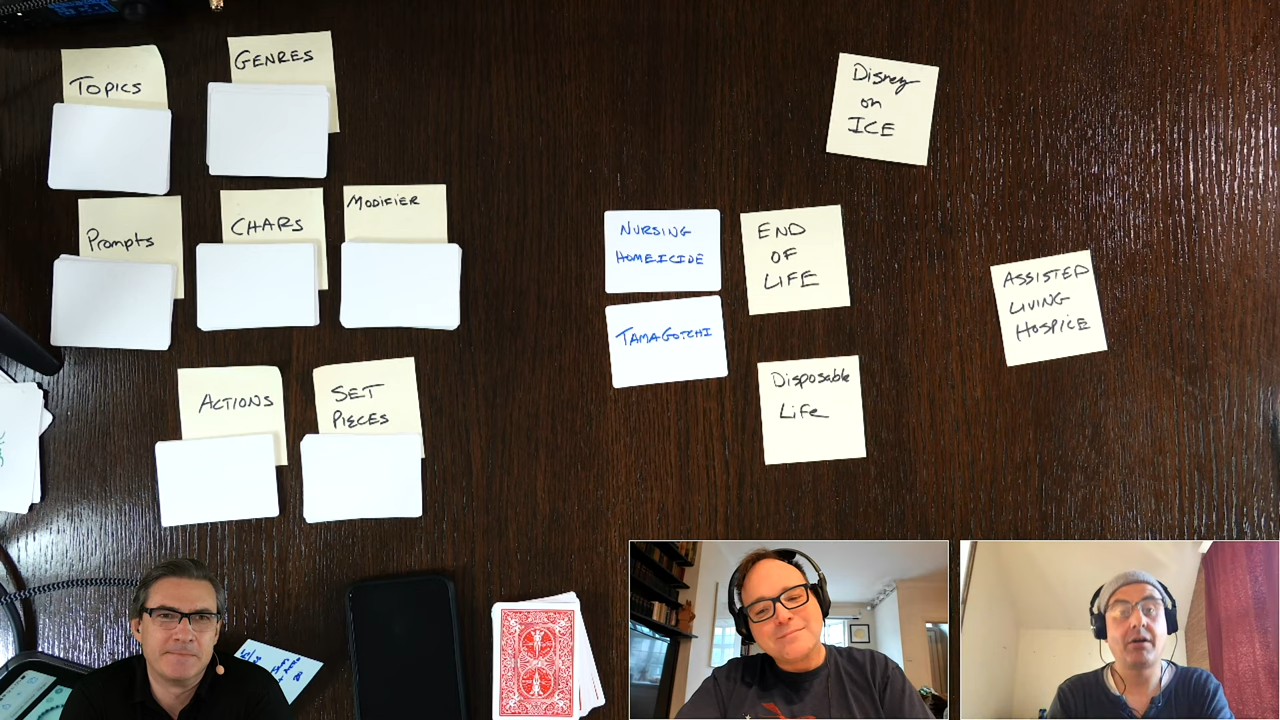 TOPICS
GENRES
Prompts
CHARS
MODIFIER
ACTIONS
SET
PIECES
Disney
on
ICE
NURSING
HOMEICIDE
TAMAGOTCHI
END
OF
LIFE
Disposable
Life
ASSISTED
LIVING
HOSPICE